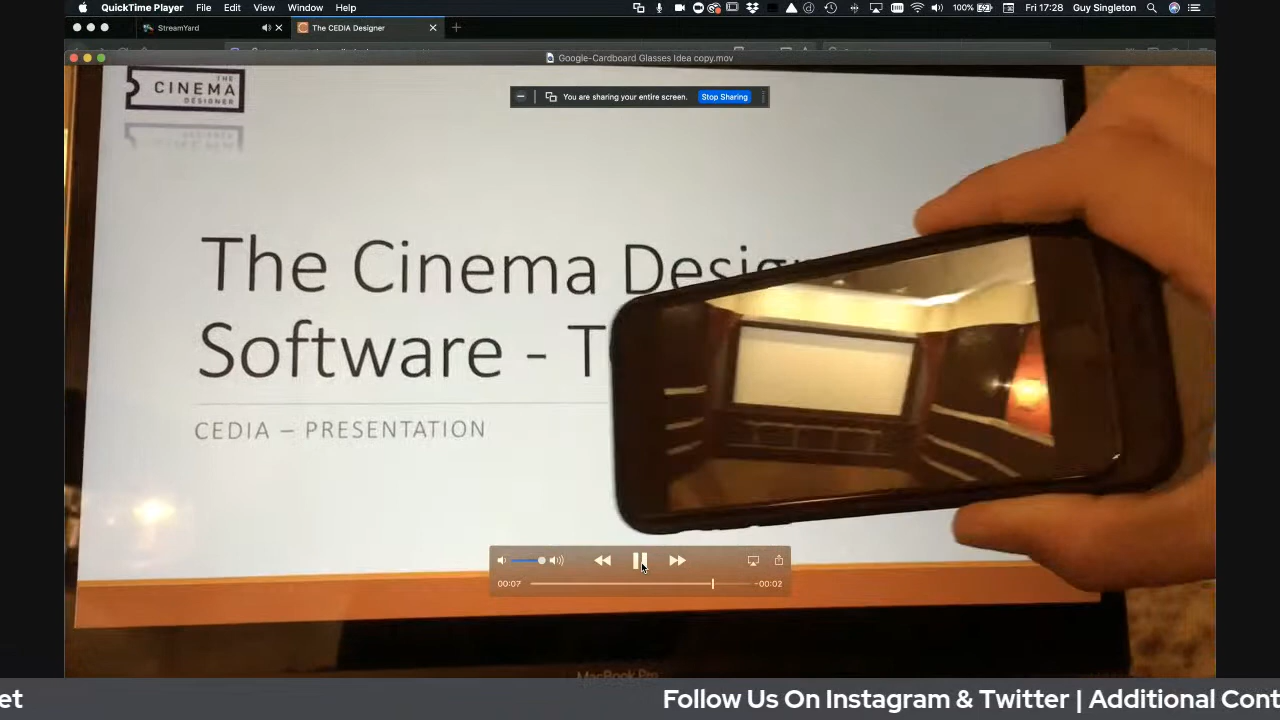 QuickTime Player File Edit View Window Help
100% Fri 17:28 Guy Singleton
StreamYard
The CEDIA Designer
Google-Cardboard Glasses Idea copy.mov
THE
CINEMA
DESIGNER
You are sharing your entire screen. Stop Sharing
The Cinema Desig
Software - T
CEDIA – PRESENTATION
00:07
-00:02
MacBook Pro
et
Follow Us On Instagram & Twitter | Additional Cont